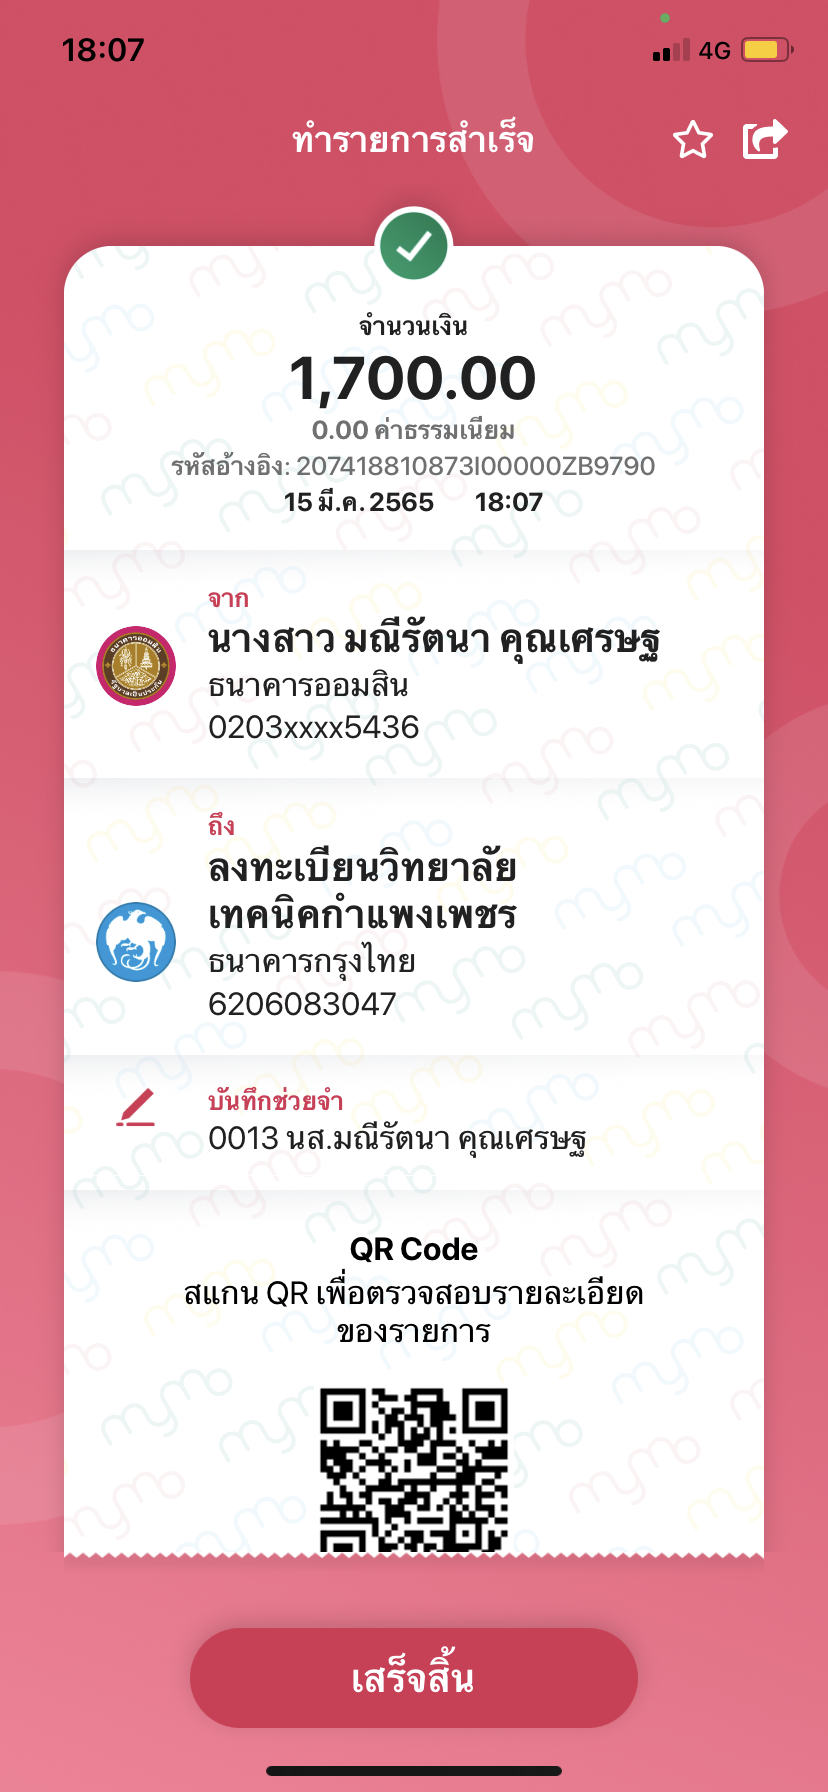 18:07
4G
ทำรายการสำเร็จ
จำนวนเงิน
1,700.00
0.00 ค่าธรรมเนียม
รหัสอ้างอิง: 207418810873I00000ZB9790
15 มี.ค. 2565 18:07
จาก
นางสาว มณีรัตนา คุณเศรษฐ
ธนาคารออมสิน
0203xxxx5436
ถึง
ลงทะเบียนวิทยาลัย
เทคนิคกำแพงเพชร
ธนาคารกรุงไทย
6206083047
บันทึกช่วยจำ
0013 นส.มณีรัตนา คุณเศรษฐ
QR Code
สแกน QR เพื่อตรวจสอบรายละเอียด
ของรายการ
เสร็จสิ้น